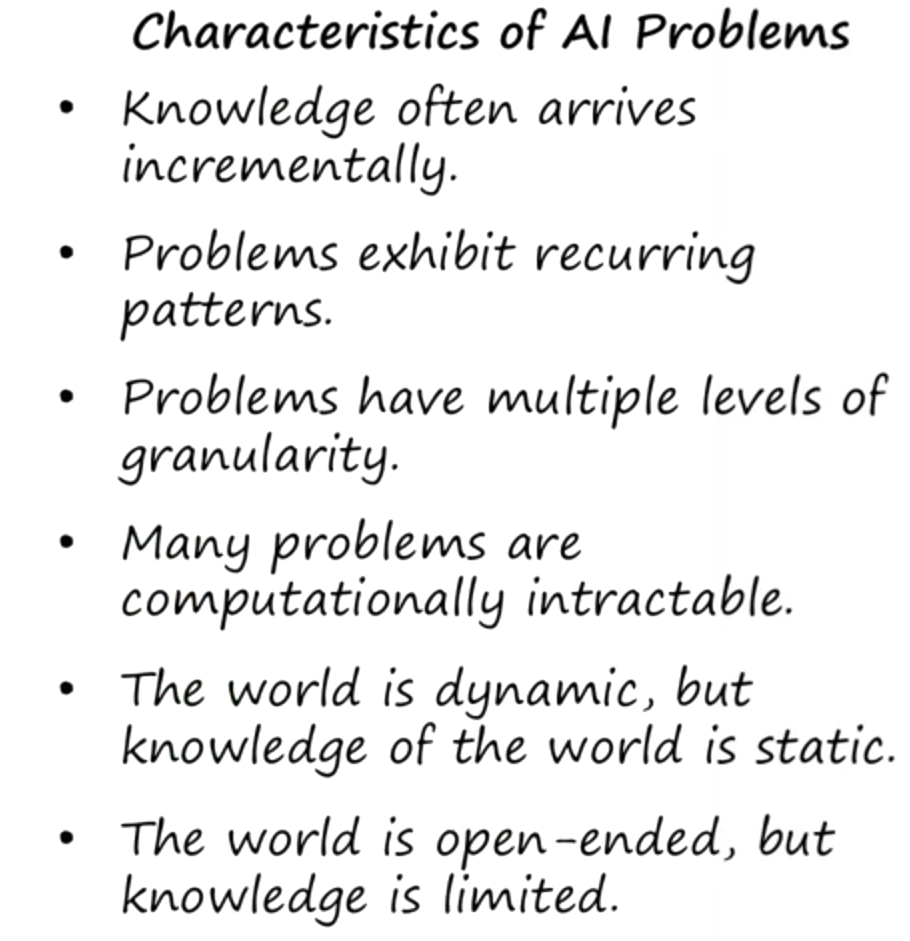 Characteristics of AI Problems
• Knowledge often arrives
incrementally.
• Problems exhibit recurring
patterns.
• Problems have multiple levels of
granularity.
• Many problems are
computationally intractable.
• The world is dynamic, but
knowledge of the world is static.
• The world is open-ended, but
knowledge is limited.